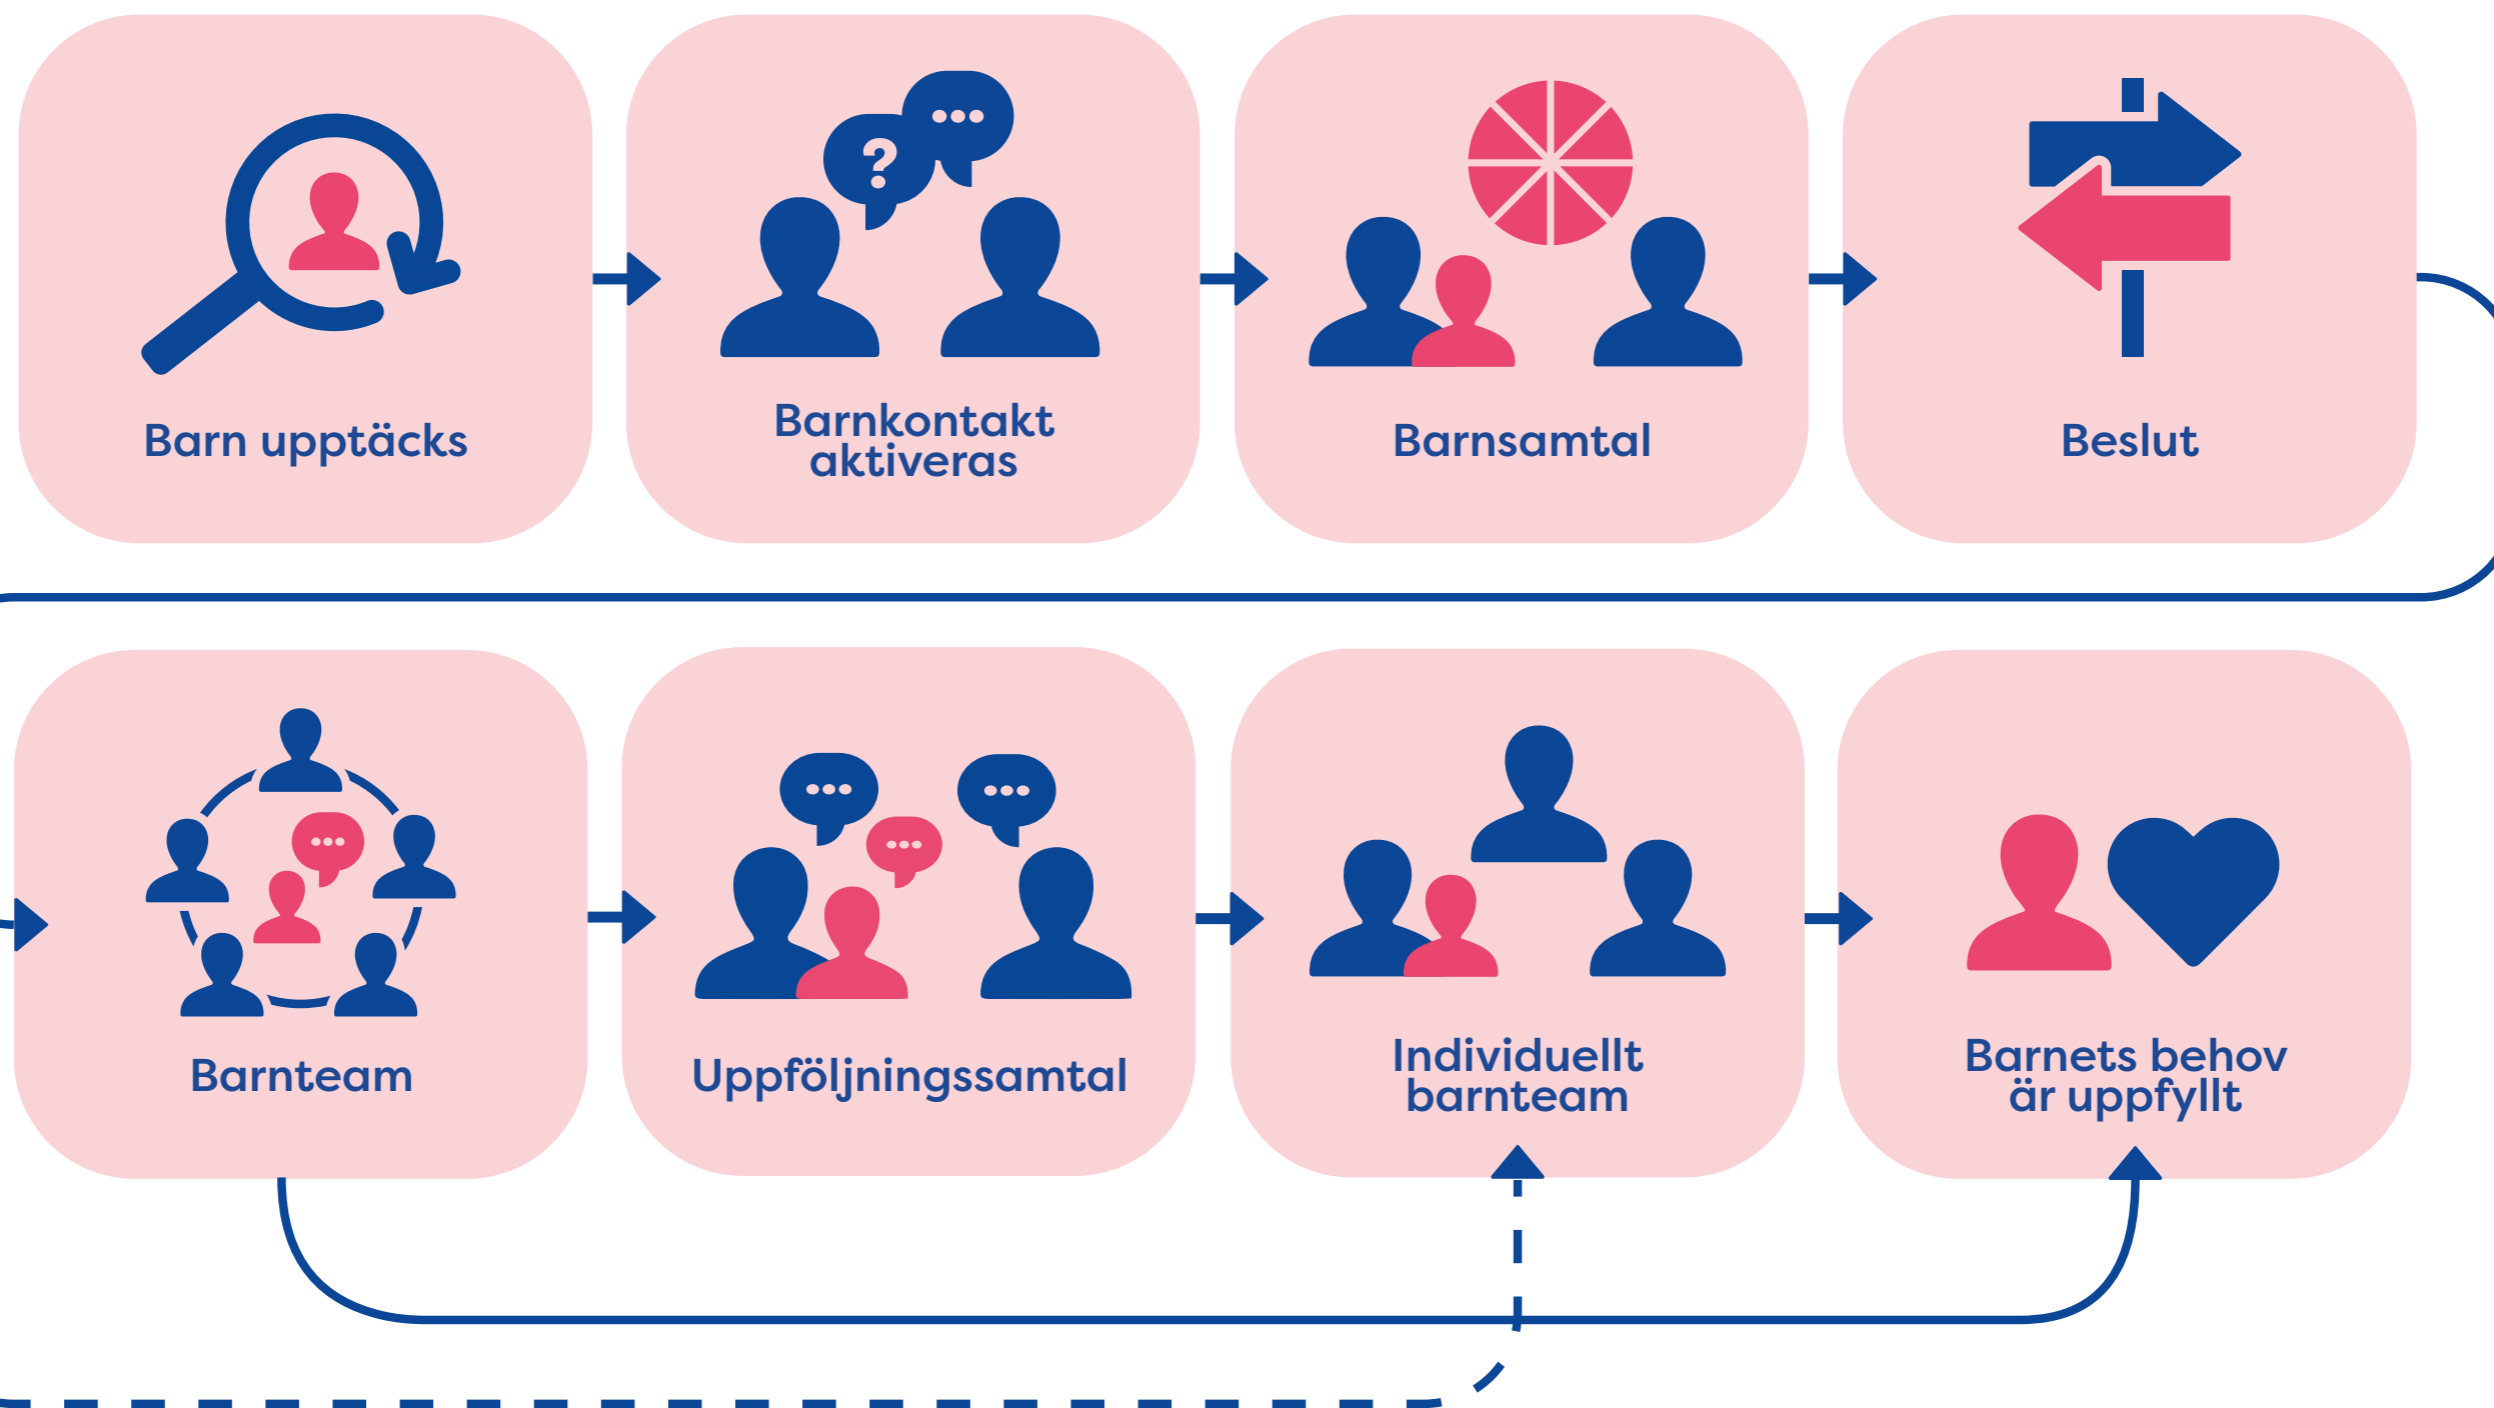 ?
Barn upptäcks
Barnkontakt
aktiveras
Barnsamtal
Beslut
Barnteam
Uppföljningssamtal
Individuellt
barnteam
Barnets behov
är uppfyllt